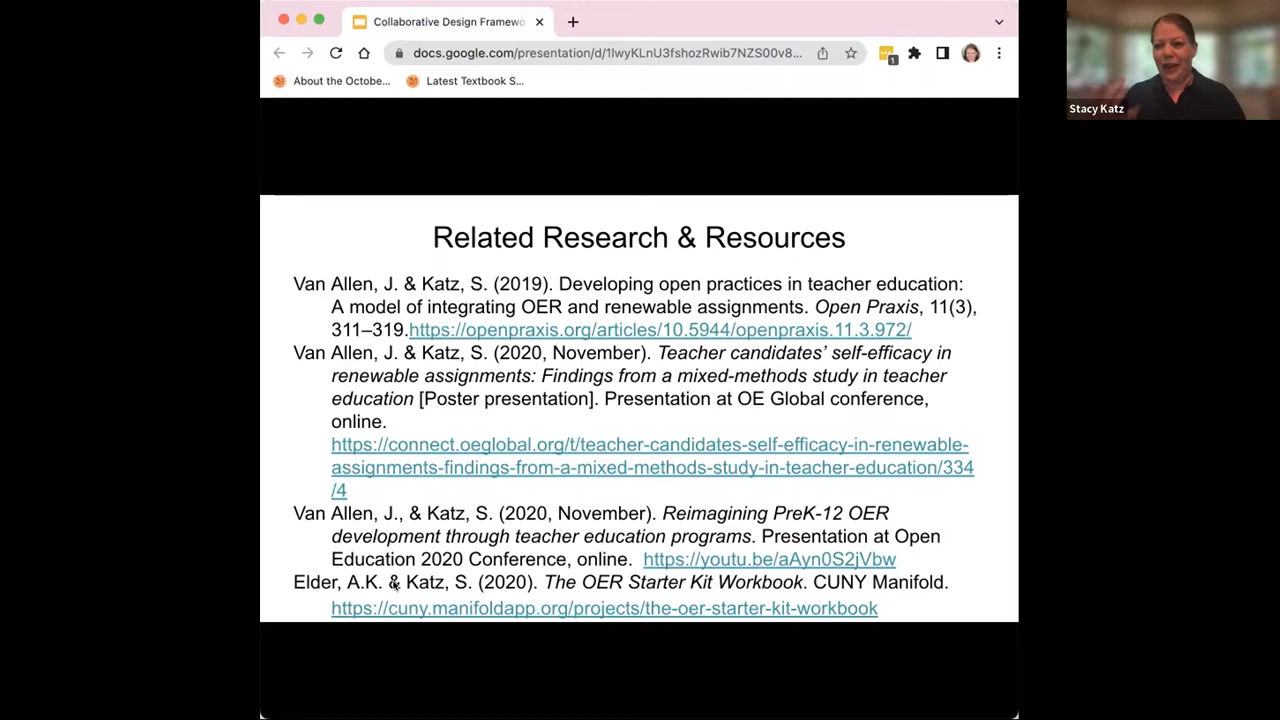 Collaborative Design Framewo
docs.google.com/presentation/d/1lwyKLnU3fshozRwib7NZS00v8...
1
About the Octobe...
Latest Textbook S...
Stacy Katz
Related Research & Resources
Van Allen, J. & Katz, S. (2019). Developing open practices in teacher education:
A model of integrating OER and renewable assignments. Open Praxis, 11(3),
311–319.https://openpraxis.org/articles/10.5944/openpraxis.11.3.972/
Van Allen, J. & Katz, S. (2020, November). Teacher candidates’ self-efficacy in
renewable assignments: Findings from a mixed-methods study in teacher
education [Poster presentation]. Presentation at OE Global conference,
online.
https://connect.oeglobal.org/t/teacher-candidates-self-efficacy-in-renewable-
assignments-findings-from-a-mixed-methods-study-in-teacher-education/334
/4
Van Allen, J., & Katz, S. (2020, November). Reimagining PreK-12 OER
development through teacher education programs. Presentation at Open
Education 2020 Conference, online. https://youtu.be/aAyn0S2jVbw
Elder, A.K. & Katz, S. (2020). The OER Starter Kit Workbook. CUNY Manifold.
https://cuny.manifoldapp.org/projects/the-oer-starter-kit-workbook